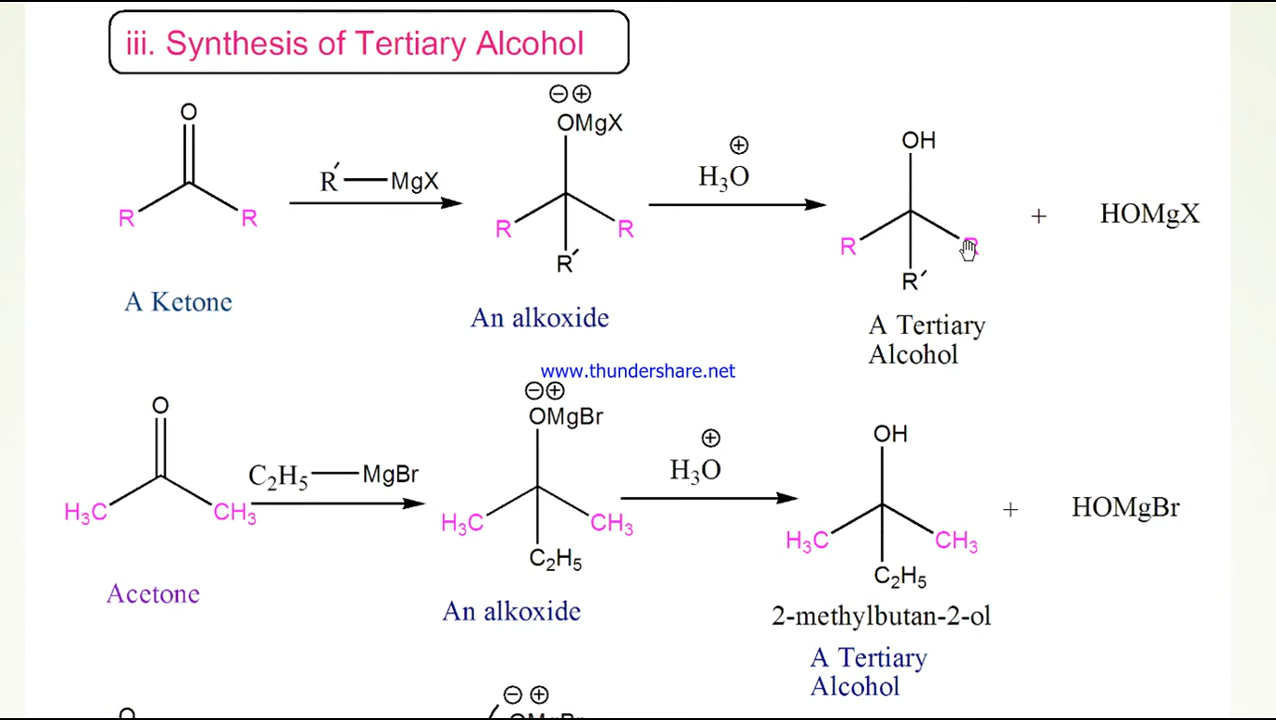 iii. Synthesis of Tertiary Alcohol
⊖⊕
O
OMgX
⊕
OH
R´—MgX
H₃O
R R
R R
R´
R R
R´
+ HOMgX
A Ketone
An alkoxide
A Tertiary
Alcohol
www.thundershare.net
⊖⊕
O
OMgBr
⊕
OH
C₂H₅—MgBr
H₃O
H₃C CH₃
H₃C CH₃
C₂H₅
H₃C CH₃
C₂H₅
+ HOMgBr
Acetone
An alkoxide
2-methylbutan-2-ol
A Tertiary
Alcohol
⊖⊕